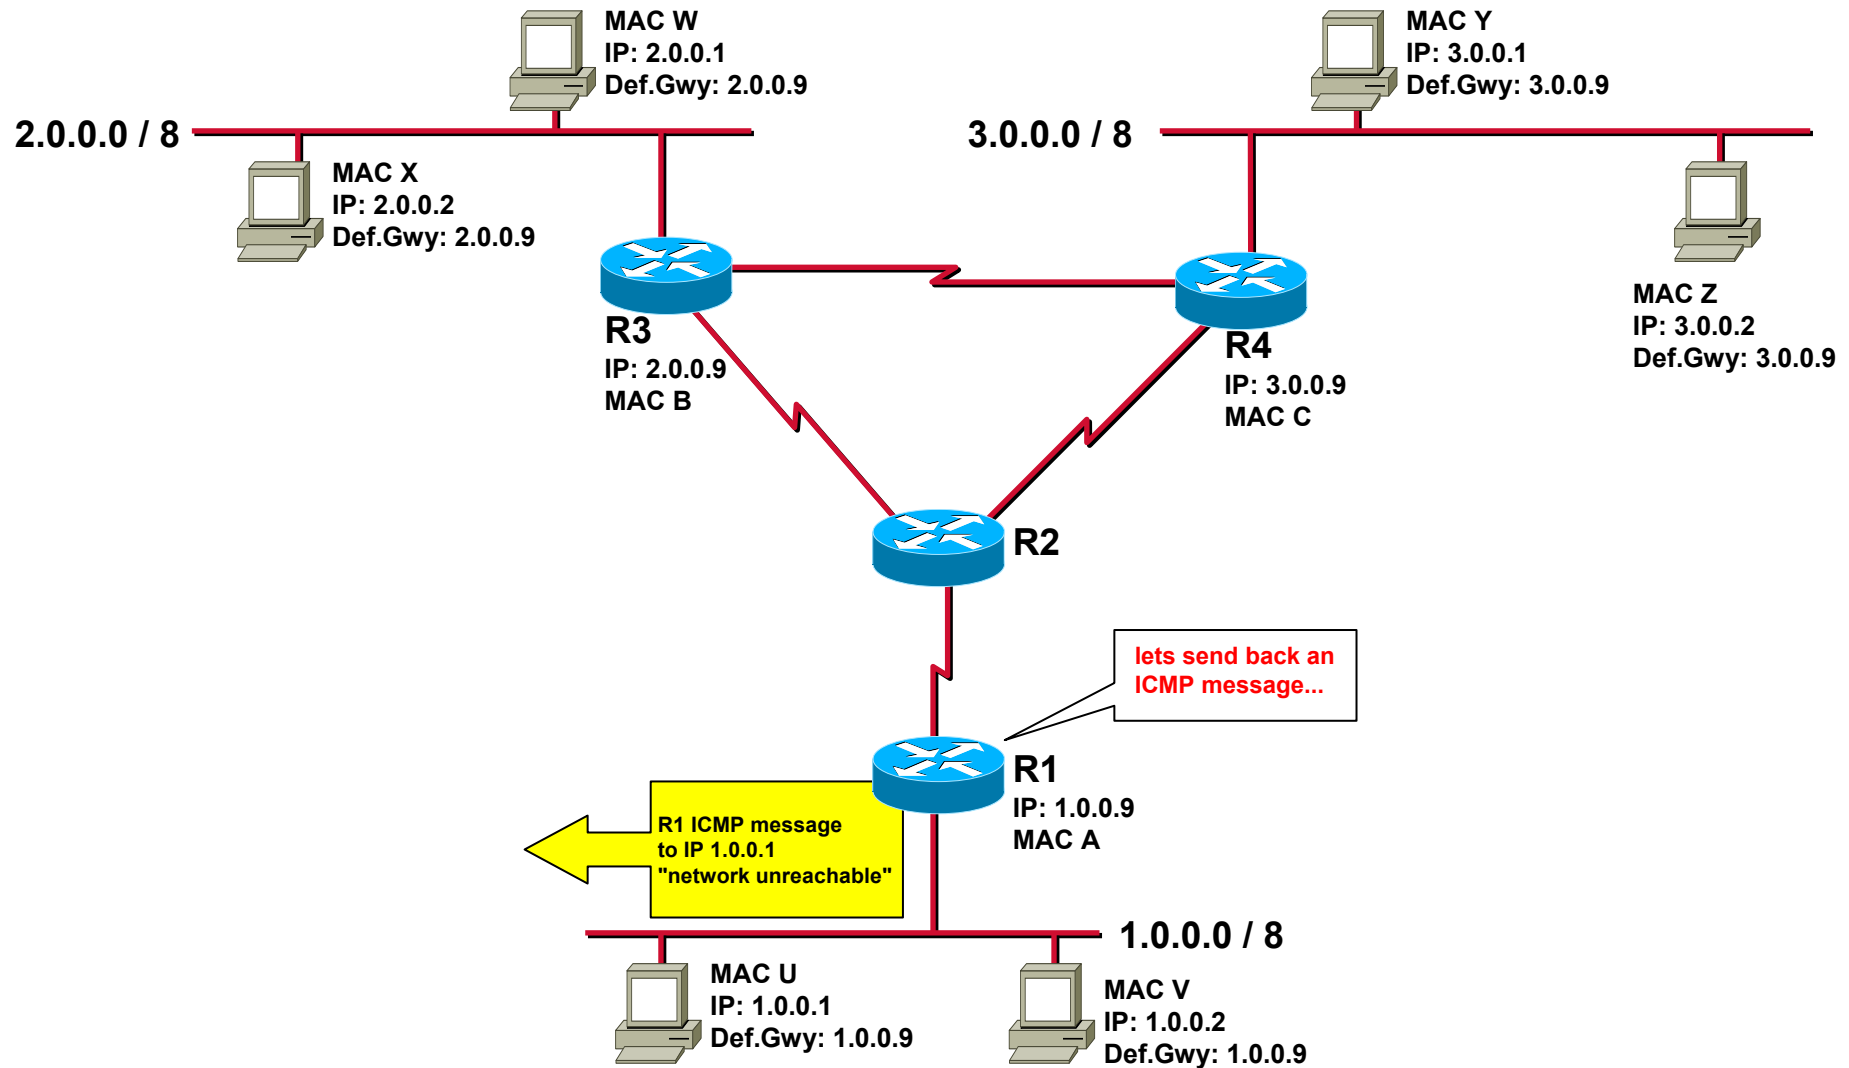 MAC W
IP: 2.0.0.1
Def.Gwy: 2.0.0.9
MAC Y
IP: 3.0.0.1
Def.Gwy: 3.0.0.9
2.0.0.0 / 8
3.0.0.0 / 8
MAC X
IP: 2.0.0.2
Def.Gwy: 2.0.0.9
MAC Z
IP: 3.0.0.2
Def.Gwy: 3.0.0.9
R3
IP: 2.0.0.9
MAC B
R4
IP: 3.0.0.9
MAC C
R2
lets send back an
ICMP message...
R1
IP: 1.0.0.9
MAC A
R1 ICMP message
to IP 1.0.0.1
"network unreachable"
1.0.0.0 / 8
MAC U
IP: 1.0.0.1
Def.Gwy: 1.0.0.9
MAC V
IP: 1.0.0.2
Def.Gwy: 1.0.0.9